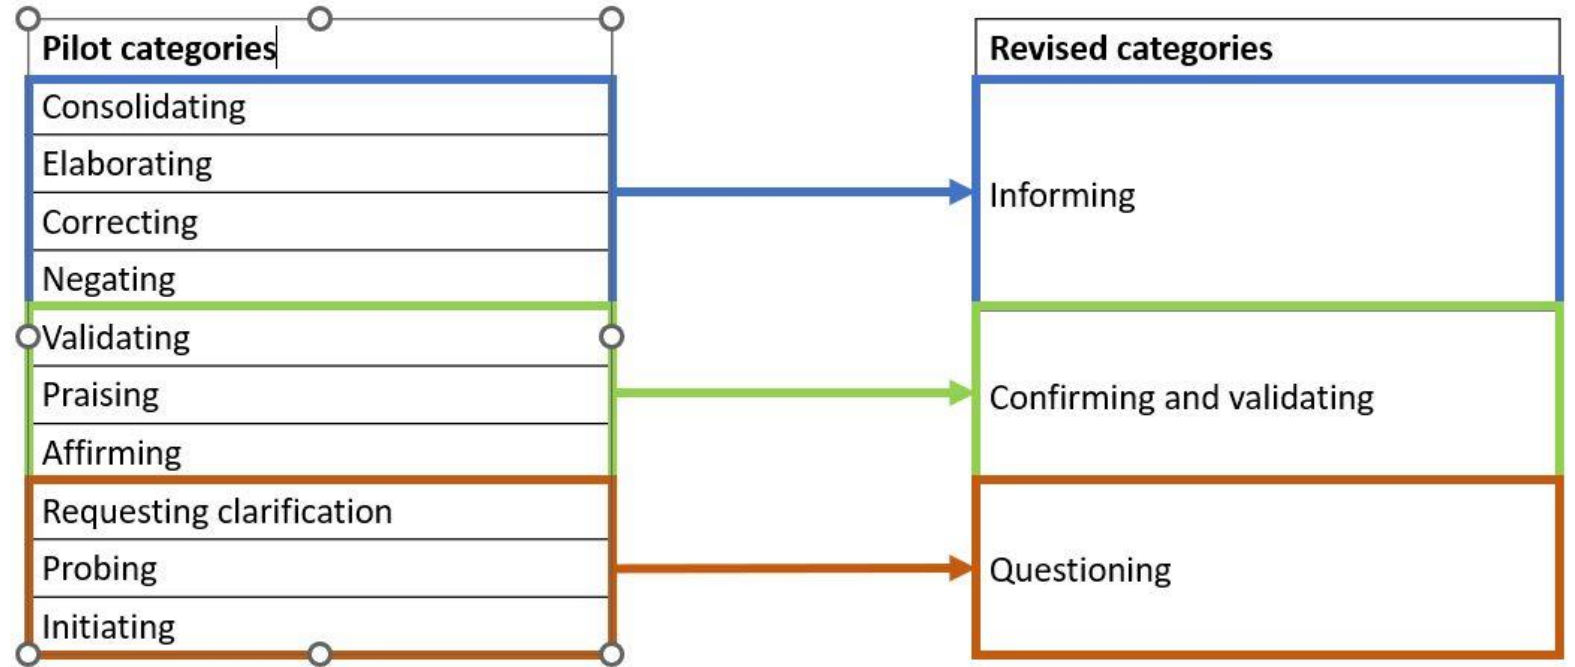 Pilot categories
Consolidating
Elaborating
Correcting
Negating
Validating
Praising
Affirming
Requesting clarification
Probing
Initiating
Revised categories
Informing
Confirming and validating
Questioning